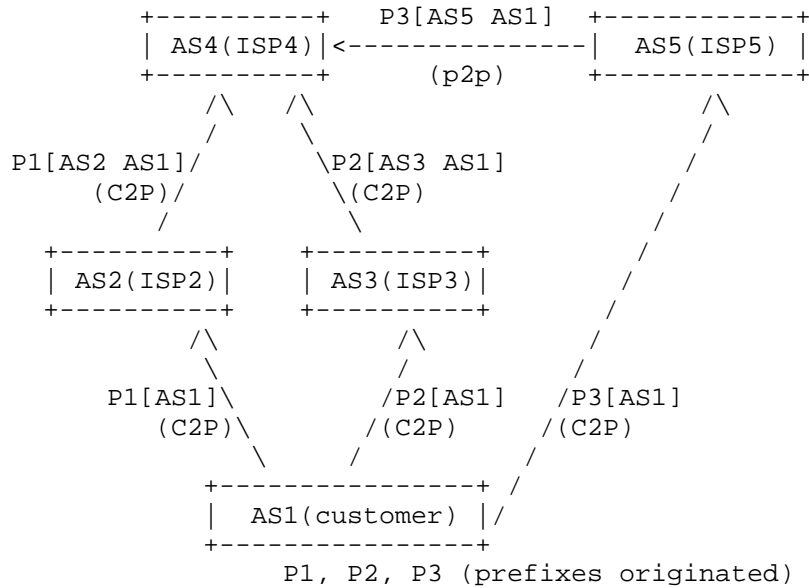 +----------+ P3[AS5 AS1] +------------+
| AS4(ISP4)|<---------------| AS5(ISP5) |
+----------+ (p2p) +------------+
/\ /\ /\
/ \ /
P1[AS2 AS1]/ \P2[AS3 AS1] /
(C2P)/ \(C2P) /
/ \ /
+----------+ +----------+ /
| AS2(ISP2)| | AS3(ISP3)| /
+----------+ +----------+ /
/\ /\ /
\ / /
P1[AS1]\ /P2[AS1] /P3[AS1]
(C2P)\ /(C2P) /(C2P)
\ / /
+----------------+ /
| AS1(customer) |/
+----------------+
P1, P2, P3 (prefixes originated)